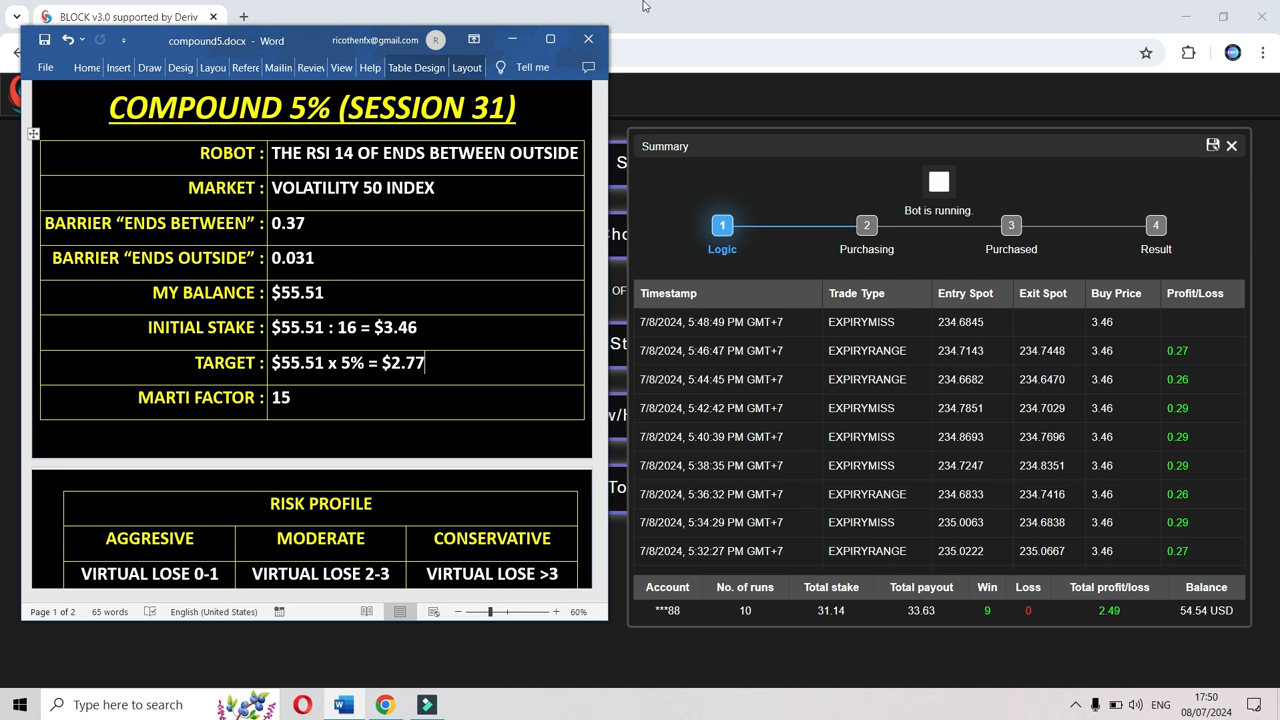 BLOCK v3.0 supported by Deriv
compound5.docx - Word
ricothenfx@gmail.com
R
File Home Insert Draw Desig Layou Refere Mailin Reviev View Help Table Design Layout Tell me
COMPOUND 5% (SESSION 31)
ROBOT : THE RSI 14 OF ENDS BETWEEN OUTSIDE
MARKET : VOLATILITY 50 INDEX
BARRIER “ENDS BETWEEN” : 0.37
BARRIER “ENDS OUTSIDE” : 0.031
MY BALANCE : $55.51
INITIAL STAKE : $55.51 : 16 = $3.46
TARGET : $55.51 x 5% = $2.77
MARTI FACTOR : 15
RISK PROFILE
AGGRESIVE MODERATE CONSERVATIVE
VIRTUAL LOSE 0-1 VIRTUAL LOSE 2-3 VIRTUAL LOSE >3
Page 1 of 2 65 words English (United States) 60%
Summary
Bot is running.
1 2 3 4
Logic Purchasing Purchased Result
Timestamp Trade Type Entry Spot Exit Spot Buy Price Profit/Loss
7/8/2024, 5:48:49 PM GMT+7 EXPIRYMISS 234.6845 3.46
7/8/2024, 5:46:47 PM GMT+7 EXPIRYRANGE 234.7143 234.7448 3.46 0.27
7/8/2024, 5:44:45 PM GMT+7 EXPIRYRANGE 234.6682 234.6470 3.46 0.26
7/8/2024, 5:42:42 PM GMT+7 EXPIRYMISS 234.7851 234.7029 3.46 0.29
7/8/2024, 5:40:39 PM GMT+7 EXPIRYMISS 234.8693 234.7696 3.46 0.29
7/8/2024, 5:38:35 PM GMT+7 EXPIRYMISS 234.7247 234.8351 3.46 0.29
7/8/2024, 5:36:32 PM GMT+7 EXPIRYRANGE 234.6833 234.7416 3.46 0.26
7/8/2024, 5:34:29 PM GMT+7 EXPIRYMISS 235.0063 234.6838 3.46 0.29
7/8/2024, 5:32:27 PM GMT+7 EXPIRYRANGE 235.0222 235.0667 3.46 0.27
Account No. of runs Total stake Total payout Win Loss Total profit/loss Balance
***88 10 31.14 33.63 9 0 2.49 54.54 USD
Type here to search
ENG
17:50
08/07/2024